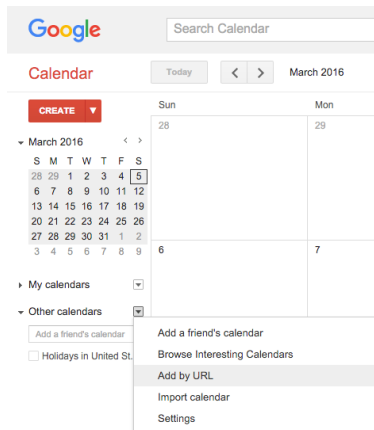 Google
Search Calendar
Calendar
Today
March 2016
CREATE
Sun
Mon
March 2016
S M T W T F S
28 29 1 2 3 4 5
6 7 8 9 10 11 12
13 14 15 16 17 18 19
20 21 22 23 24 25 26
27 28 29 30 31 1 2
3 4 5 6 7 8 9
28
29
6
7
My calendars
Other calendars
Add a friend's calendar
Holidays in United St.
Add a friend's calendar
Browse Interesting Calendars
Add by URL
Import calendar
Settings